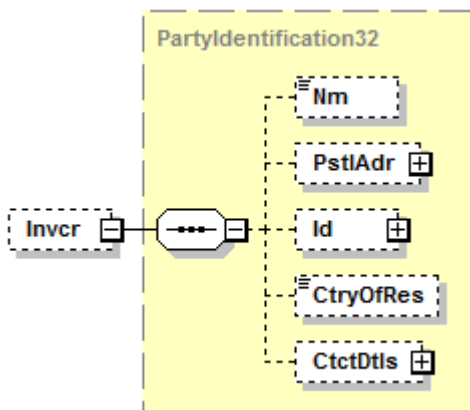 PartyIdentification32
Nm
PstlAdr
Invcr
Id
CtryOfRes
CtctDtls